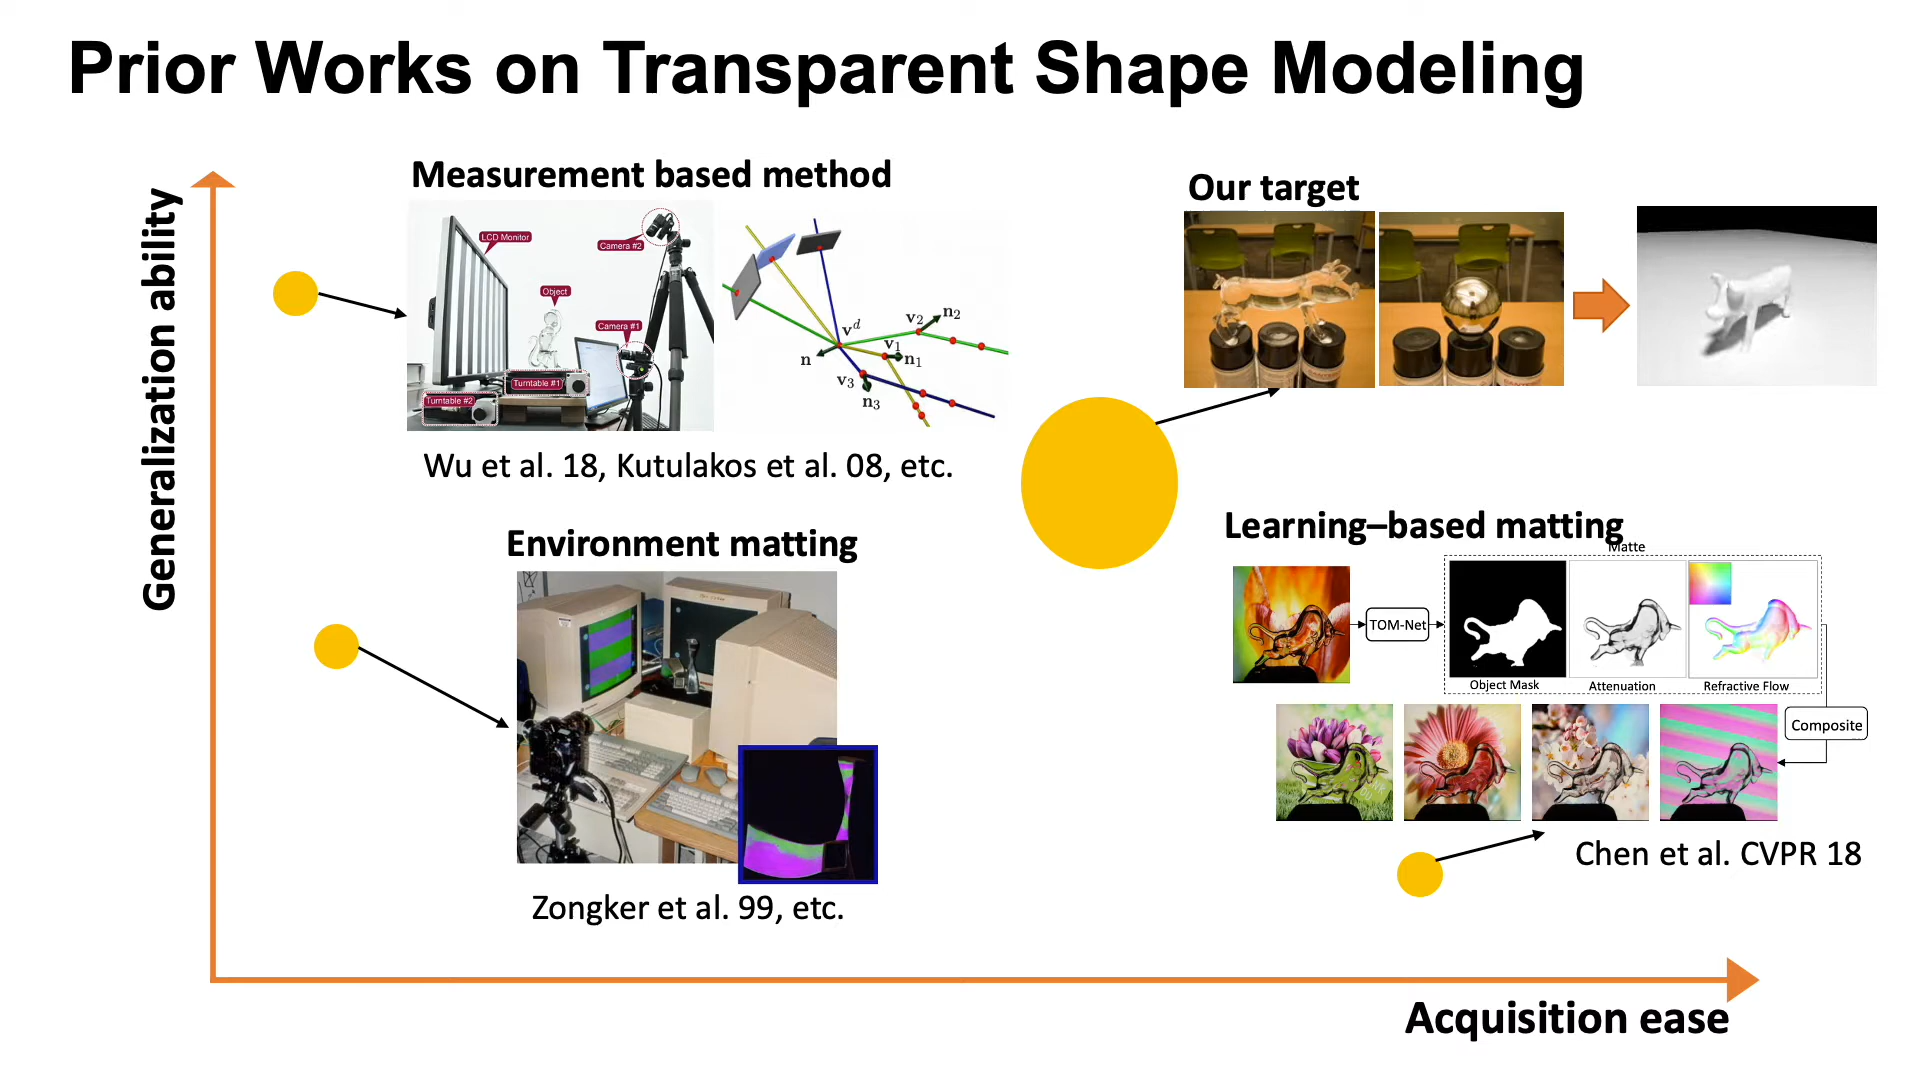 Prior Works on Transparent Shape Modeling
Generalization ability
Measurement based method
LCD Monitor
Camera #2
Object
Camera #1
Turntable #1
Turntable #2
v^d
n
v₁
n₁
v₂
n₂
v₃
n₃
Wu et al. 18, Kutulakos et al. 08, etc.
Our target
Environment matting
Zongker et al. 99, etc.
Learning–based matting
Matte
TOM-Net
Object Mask
Attenuation
Refractive Flow
Composite
Chen et al. CVPR 18
Acquisition ease